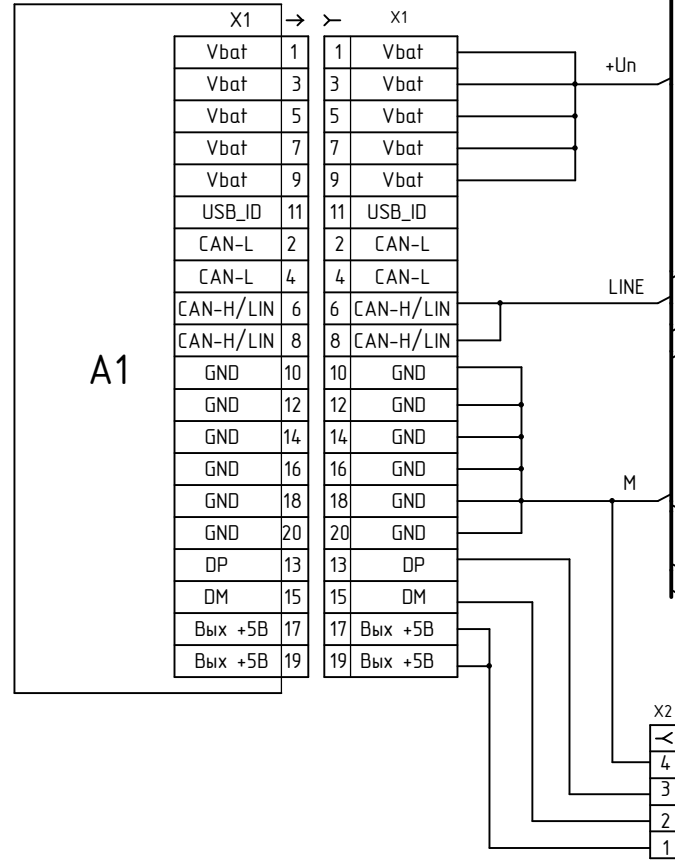 X1 X1
Vbat 1 1 Vbat
+Uп
Vbat 3 3 Vbat
Vbat 5 5 Vbat
Vbat 7 7 Vbat
Vbat 9 9 Vbat
USB_ID 11 11 USB_ID
CAN-L 2 2 CAN-L
CAN-L 4 4 CAN-L
LINE
CAN-H/LIN 6 6 CAN-H/LIN
CAN-H/LIN 8 8 CAN-H/LIN
A1
GND 10 10 GND
GND 12 12 GND
GND 14 14 GND
GND 16 16 GND
M
GND 18 18 GND
GND 20 20 GND
DP 13 13 DP
DM 15 15 DM
Вых +5В 17 17 Вых +5В
Вых +5В 19 19 Вых +5В
X2
4
3
2
1